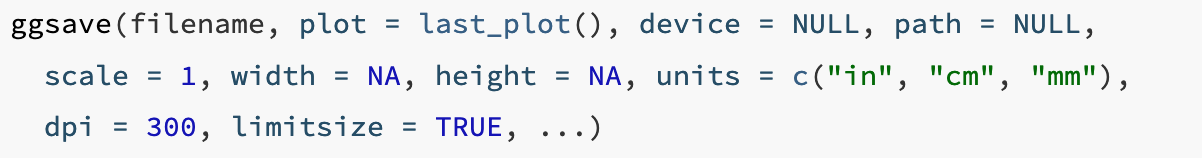 ggsave(filename, plot = last_plot(), device = NULL, path = NULL,
  scale = 1, width = NA, height = NA, units = c("in", "cm", "mm"),
  dpi = 300, limitsize = TRUE, ...)